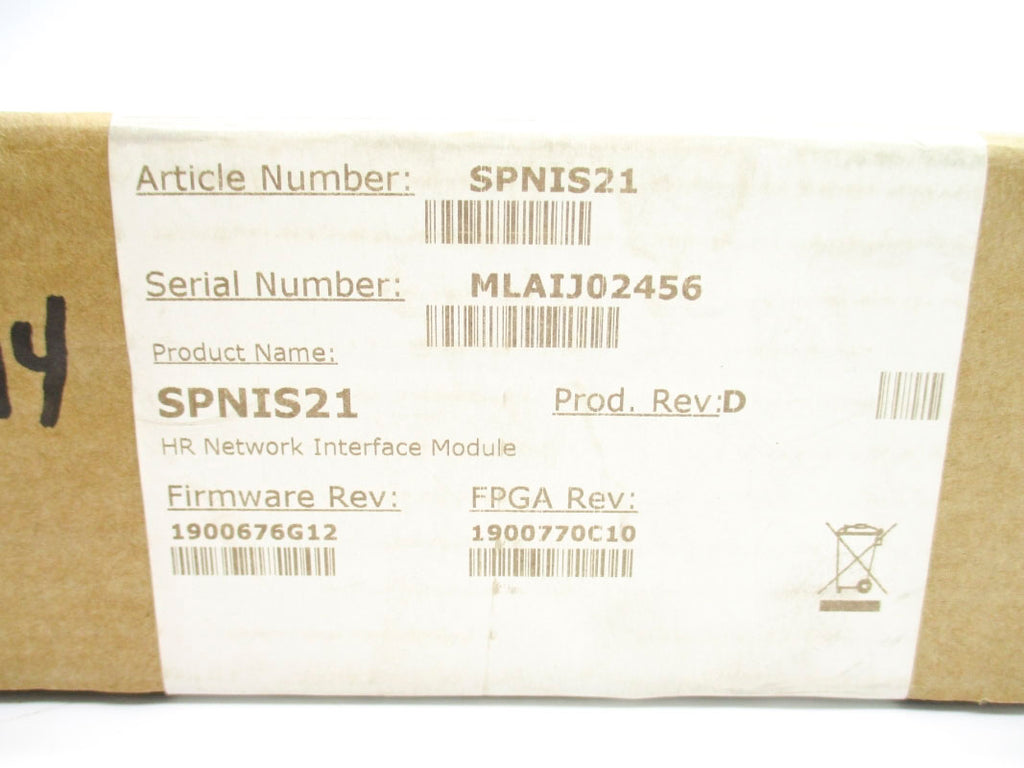 Article Number: SPNIS21
Serial Number: MLAIJ02456
Product Name:
SPNIS21 Prod. Rev:D
HR Network Interface Module
Firmware Rev: FPGA Rev:
1900676G12 1900770C10